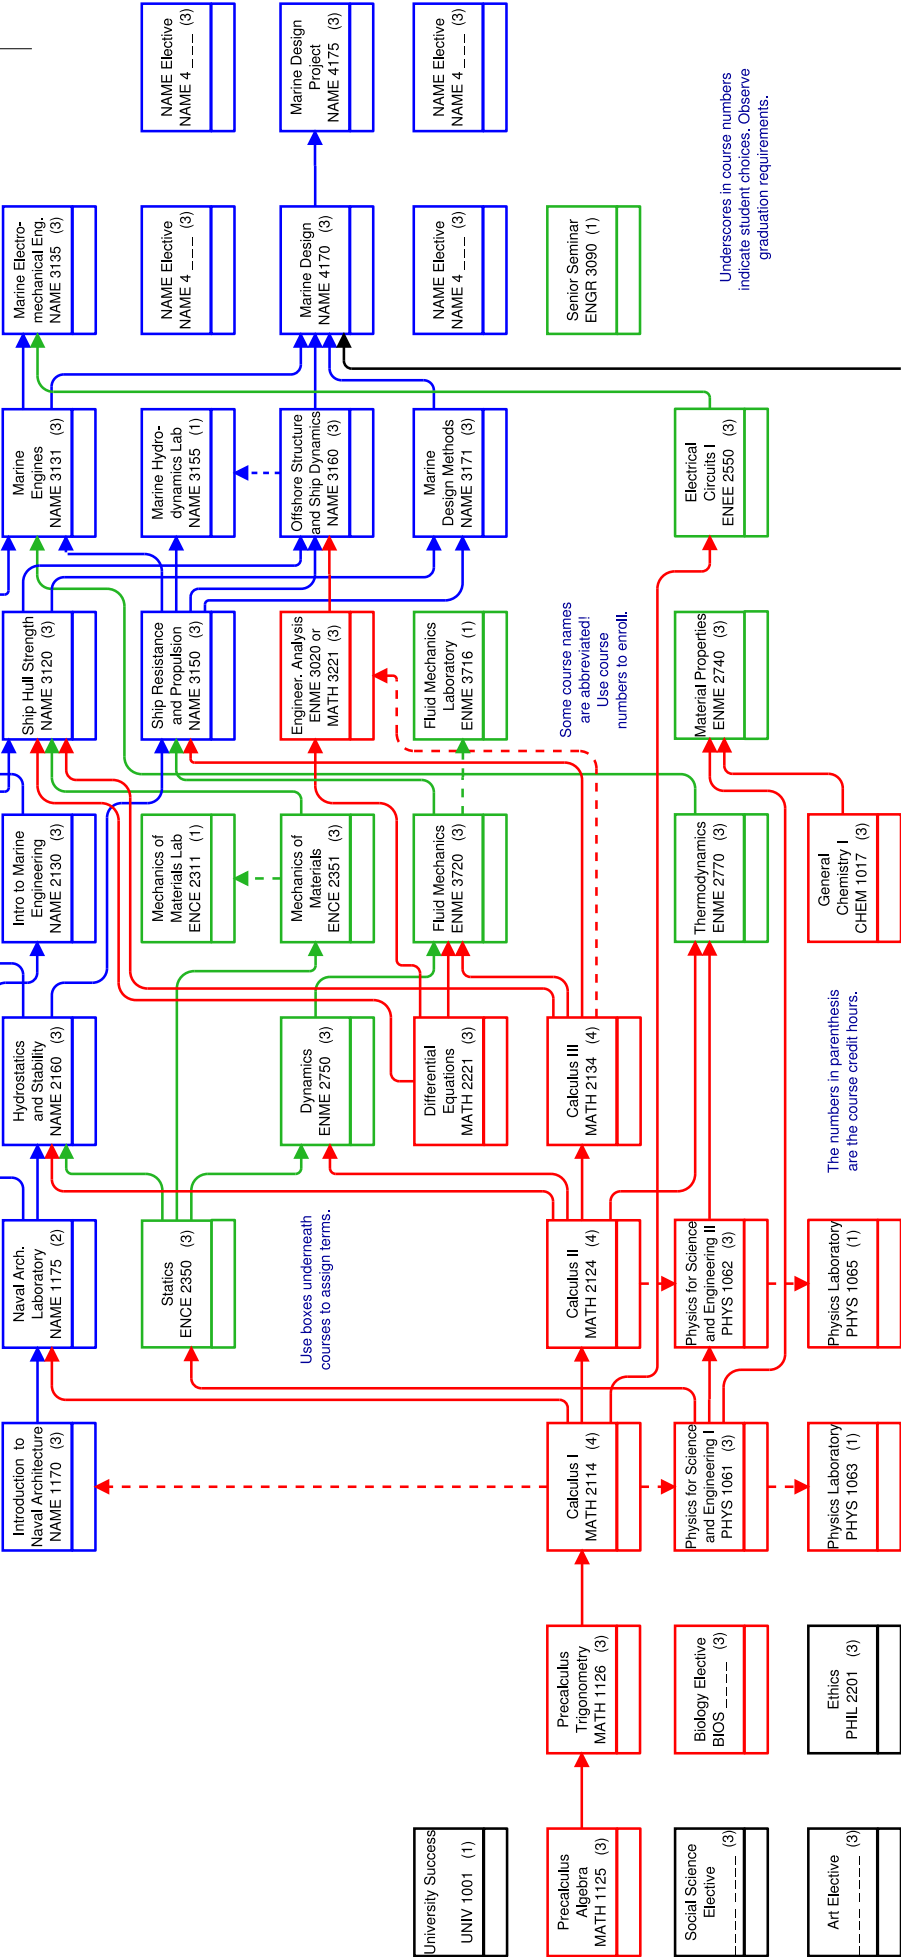 University Success
UNIV 1001 (1)
Precalculus
Algebra
MATH 1125 (3)
Social Science
Elective
_ _ _ _ _ _ _ _ (3)
Art Elective
_ _ _ _ _ _ _ _ (3)
Precalculus
Trigonometry
MATH 1126 (3)
Biology Elective
BIOS _ _ _ _ (3)
Ethics
PHIL 2201 (3)
Introduction to
Naval Architecture
NAME 1170 (3)
Calculus I
MATH 2114 (4)
Physics for Science
and Engineering I
PHYS 1061 (3)
Physics Laboratory
PHYS 1063 (1)
Naval Arch.
Laboratory
NAME 1175 (2)
Statics
ENCE 2350 (3)
Use boxes underneath
courses to assign terms.
Calculus II
MATH 2124 (4)
Physics for Science
and Engineering II
PHYS 1062 (3)
Physics Laboratory
PHYS 1065 (1)
Hydrostatics
and Stability
NAME 2160 (3)
Dynamics
ENME 2750 (3)
Differential
Equations
MATH 2221 (3)
Calculus III
MATH 2134 (4)
The numbers in parenthesis
are the course credit hours.
Intro to Marine
Engineering
NAME 2130 (3)
Mechanics of
Materials Lab
ENCE 2311 (1)
Mechanics of
Materials
ENCE 2351 (3)
Fluid Mechanics
ENME 3720 (3)
Thermodynamics
ENME 2770 (3)
General
Chemistry I
CHEM 1017 (3)
Ship Hull Strength
NAME 3120 (3)
Ship Resistance
and Propulsion
NAME 3150 (3)
Engineer. Analysis
ENME 3020 or
MATH 3221 (3)
Fluid Mechanics
Laboratory
ENME 3716 (1)
Some course names
are abbreviated!
Use course
numbers to enroll.
Material Properties
ENME 2740 (3)
Marine
Engines
NAME 3131 (3)
Marine Hydro-
dynamics Lab
NAME 3155 (1)
Offshore Structure
and Ship Dynamics
NAME 3160 (3)
Marine
Design Methods
NAME 3171 (3)
Electrical
Circuits I
ENEE 2550 (3)
Marine Electro-
mechanical Eng.
NAME 3135 (3)
NAME Elective
NAME 4 _ _ _ (3)
Marine Design
NAME 4170 (3)
NAME Elective
NAME 4 _ _ _ (3)
Senior Seminar
ENGR 3090 (1)
Underscores in course numbers
indicate student choices. Observe
graduation requirements.
NAME Elective
NAME 4 _ _ _ (3)
Marine Design
Project
NAME 4175 (3)
NAME Elective
NAME 4 _ _ _ (3)